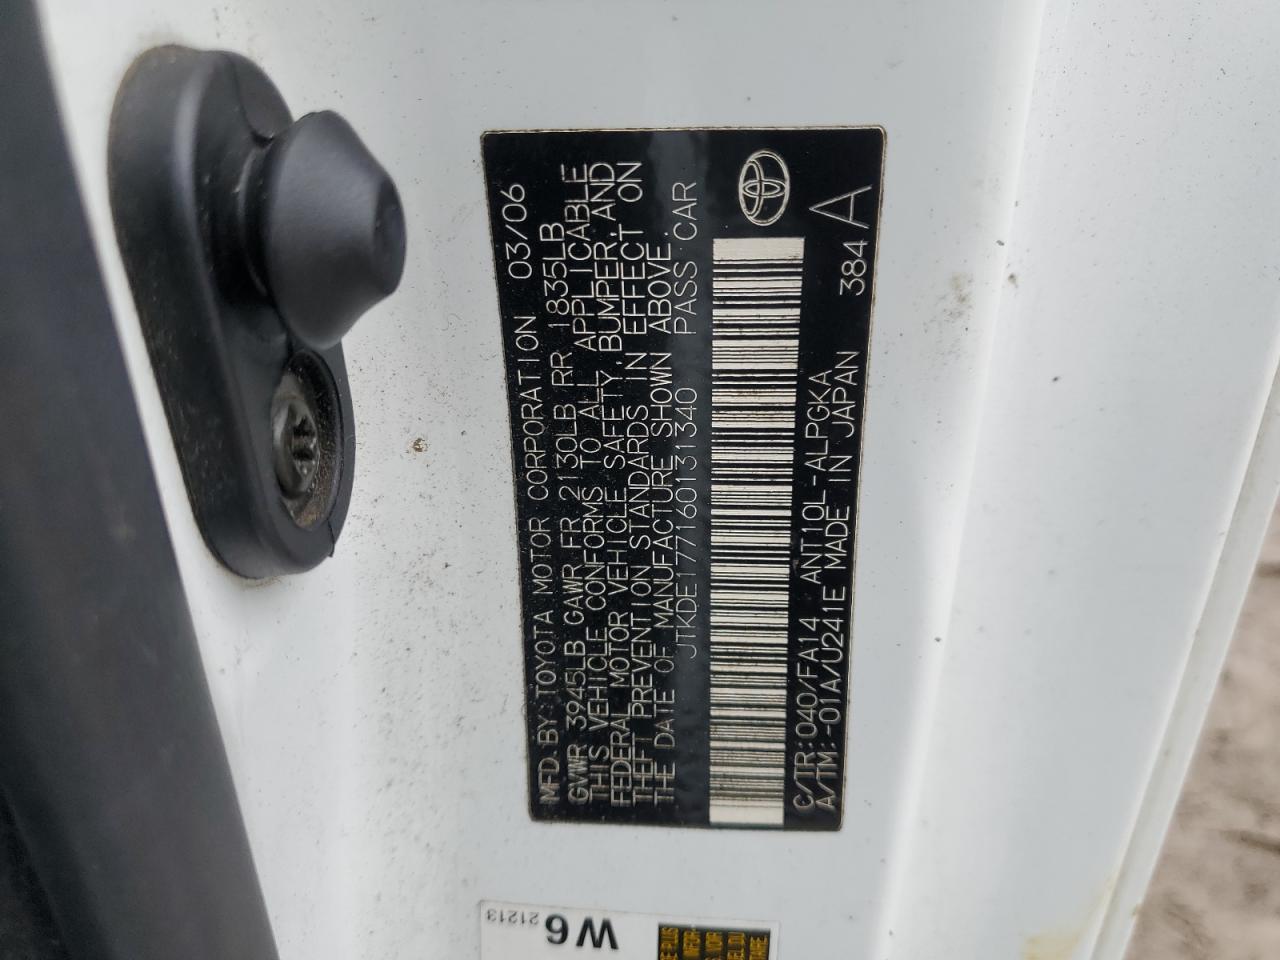 MFD. BY: TOYOTA MOTOR CORPORATION 03/06
GVWR 3945LB GAWR FR 2130LB RR 1835LB
THIS VEHICLE CONFORMS TO ALL APPLICABLE
FEDERAL MOTOR VEHICLE SAFETY, BUMPER, AND
THEFT PREVENTION STANDARDS IN EFFECT ON
THE DATE OF MANUFACTURE SHOWN ABOVE.
JTKDE177160131340 PASS CAR
C/TR: 040/FA14 ANT10L-ALPGKA 384
A/TM: -01A/U241E MADE IN JAPAN A
W6
21213